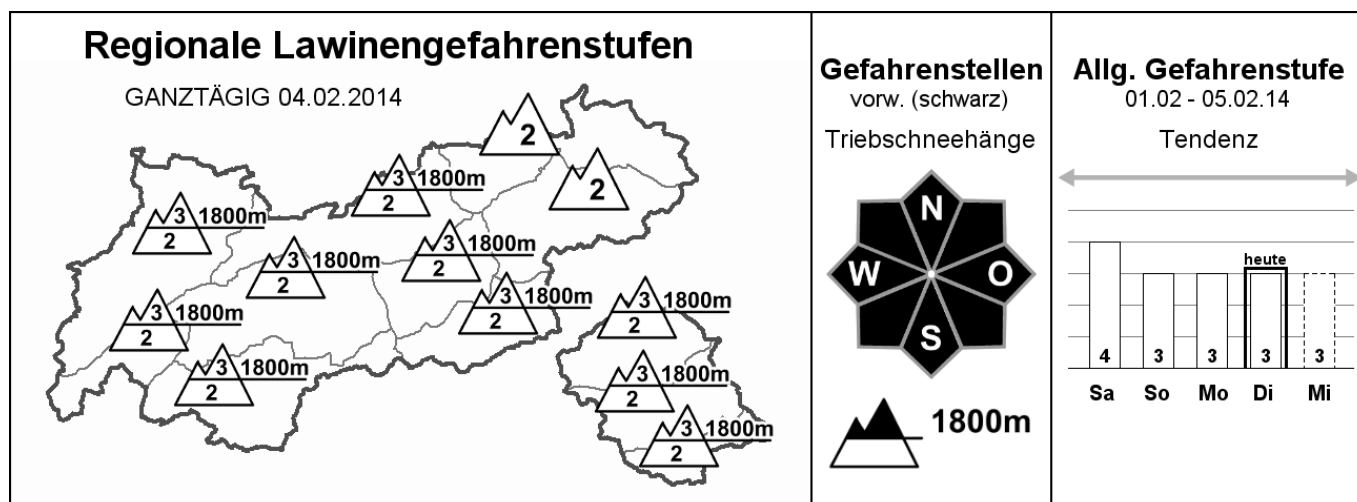 Regionale Lawinengefahrenstufen
GANZTÄGIG 04.02.2014
2
2
3 1800m
2
3 1800m
2
3 1800m
2
3 1800m
2
3 1800m
2
3 1800m
2
3 1800m
2
3 1800m
2
3 1800m
2
3 1800m
2
Gefahrenstellen
vorw. (schwarz)
Triebschneehänge
N
W O
S
1800m
Allg. Gefahrenstufe
01.02 - 05.02.14
Tendenz
heute
4 3 3 3 3
Sa So Mo Di Mi